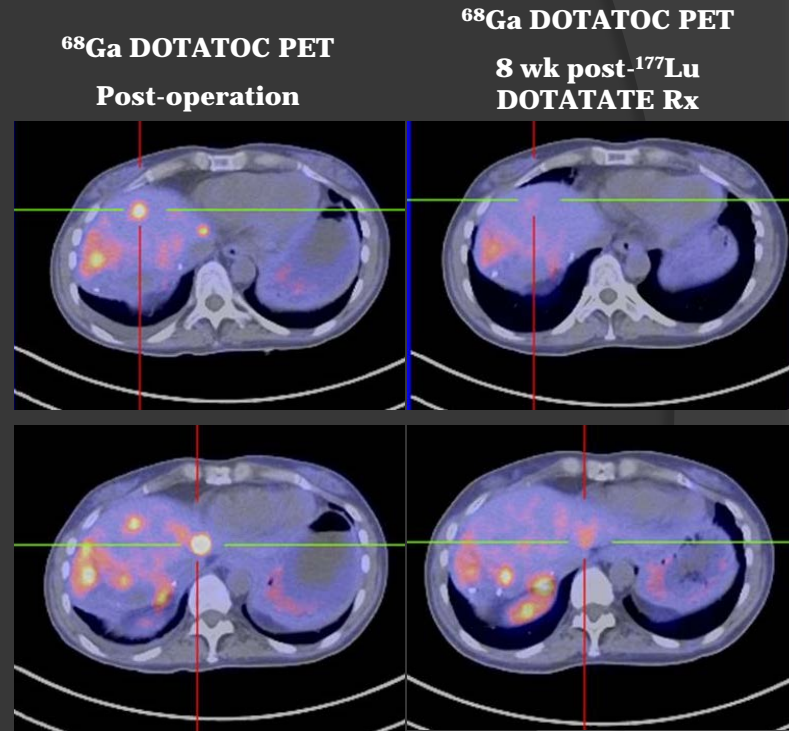 ⁶⁸Ga DOTATOC PET
Post-operation
⁶⁸Ga DOTATOC PET
8 wk post-¹⁷⁷Lu
DOTATATE Rx